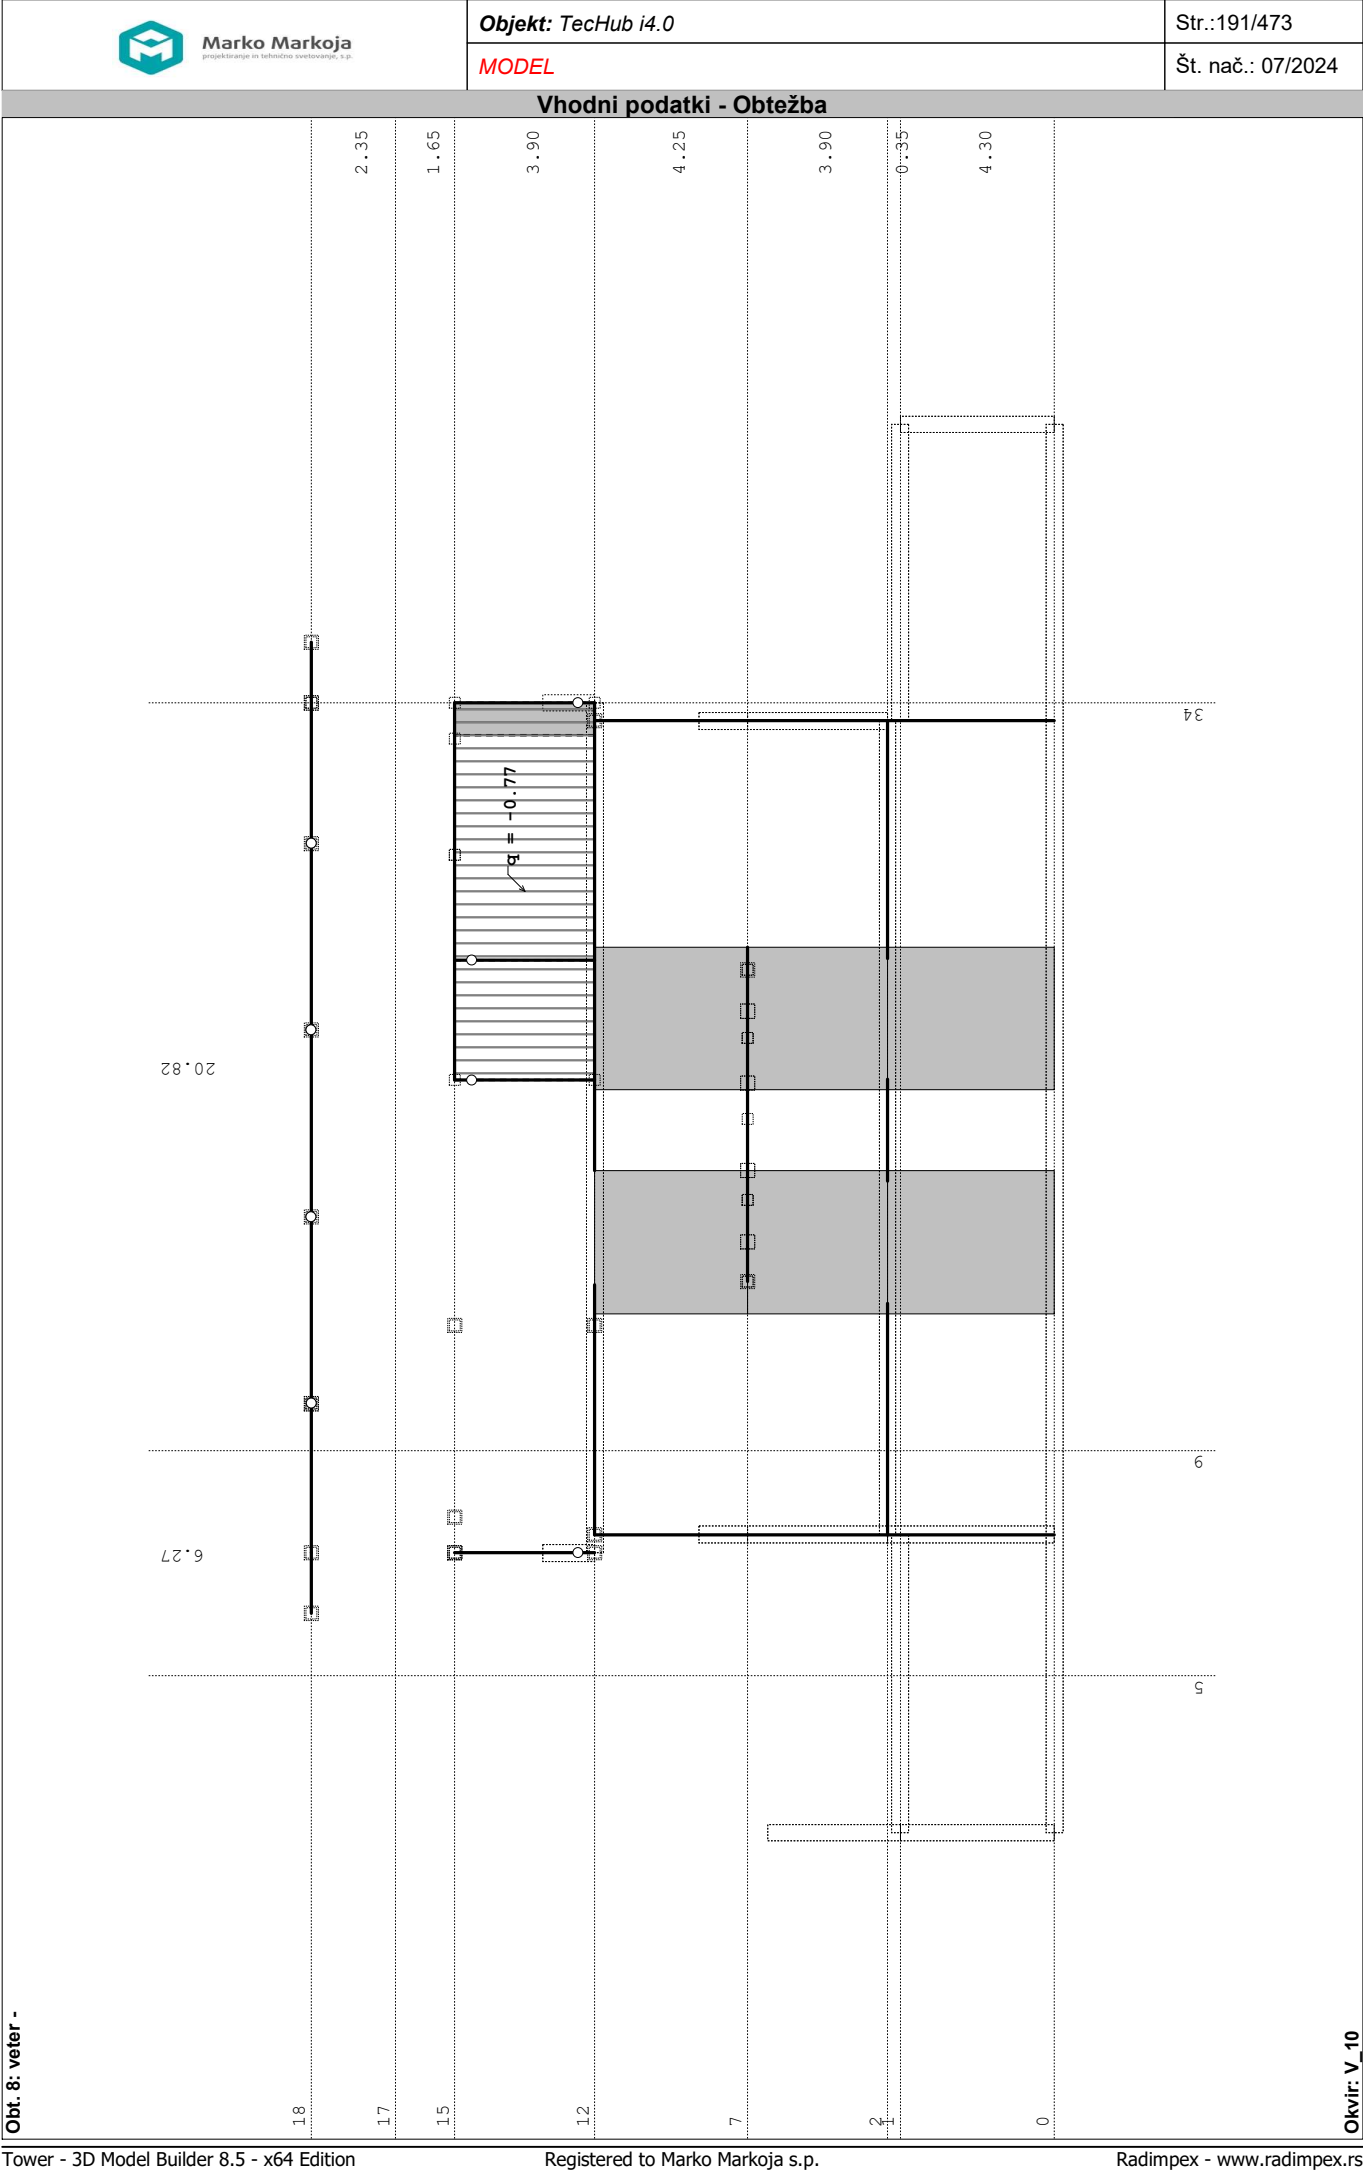 Marko Markoja
projektiranje in tehnično svetovanje, s.p.
Objekt: TecHub i4.0
MODEL
Str.:191/473
Št. nač.: 07/2024
Vhodni podatki - Obtežba
2.35
1.65
3.90
4.25
3.90
0.35
4.30
34
q = -0.77
20.82
9
6.27
5
Obt. 8: veter -
18
17
15
12
7
2
1
0
Okvir: V_10
Tower - 3D Model Builder 8.5 - x64 Edition
Registered to Marko Markoja s.p.
Radimpex - www.radimpex.rs